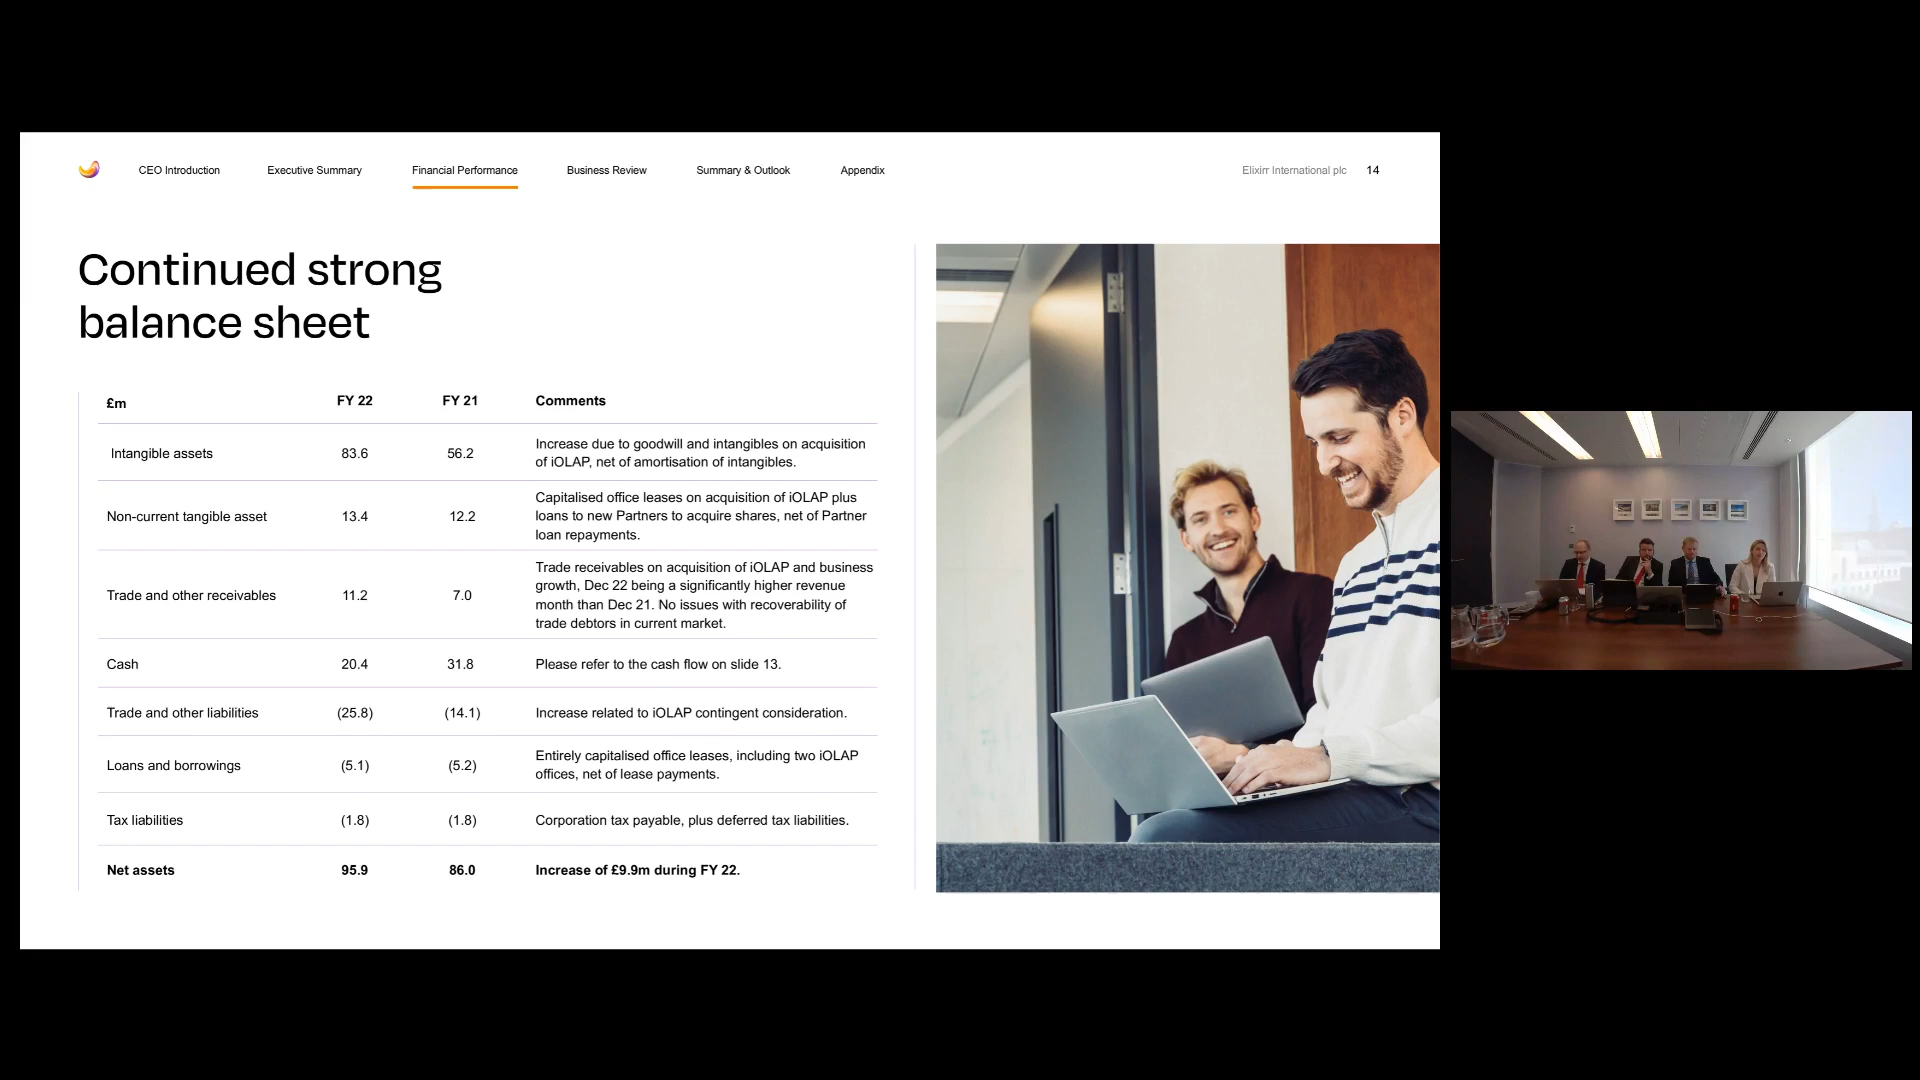 CEO Introduction Executive Summary Financial Performance Business Review Summary & Outlook Appendix Elixirr International plc 14
Continued strong
balance sheet
£m FY 22 FY 21 Comments
Intangible assets 83.6 56.2 Increase due to goodwill and intangibles on acquisition
of iOLAP, net of amortisation of intangibles.
Non-current tangible asset 13.4 12.2 Capitalised office leases on acquisition of iOLAP plus
loans to new Partners to acquire shares, net of Partner
loan repayments.
Trade and other receivables 11.2 7.0 Trade receivables on acquisition of iOLAP and business
growth, Dec 22 being a significantly higher revenue
month than Dec 21. No issues with recoverability of
trade debtors in current market.
Cash 20.4 31.8 Please refer to the cash flow on slide 13.
Trade and other liabilities (25.8) (14.1) Increase related to iOLAP contingent consideration.
Loans and borrowings (5.1) (5.2) Entirely capitalised office leases, including two iOLAP
offices, net of lease payments.
Tax liabilities (1.8) (1.8) Corporation tax payable, plus deferred tax liabilities.
Net assets 95.9 86.0 Increase of £9.9m during FY 22.